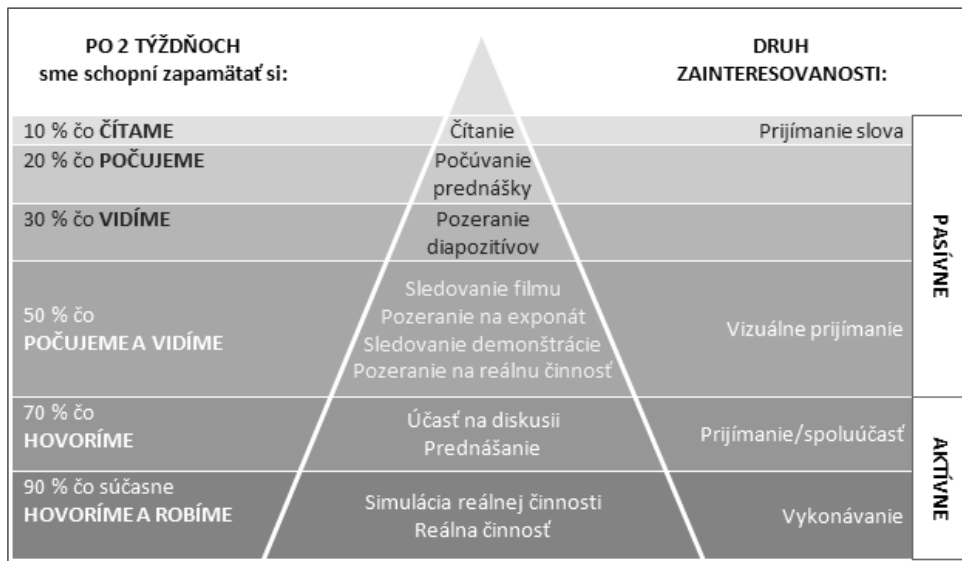 PO 2 TÝŽDŇOCH
sme schopní zapamätať si:
DRUH
ZAINTERESOVANOSTI:
10 % čo ČÍTAME
Čítanie
Prijímanie slova
20 % čo POČUJEME
Počúvanie
prednášky
30 % čo VIDÍME
Pozeranie
diapozitívov
50 % čo
POČUJEME A VIDÍME
Sledovanie filmu
Pozeranie na exponát
Sledovanie demonštrácie
Pozeranie na reálnu činnosť
Vizuálne prijímanie
PASÍVNE
70 % čo
HOVORÍME
Účasť na diskusii
Prednášanie
Prijímanie/spoluúčasť
90 % čo súčasne
HOVORÍME A ROBÍME
Simulácia reálnej činnosti
Reálna činnosť
Vykonávanie
AKTÍVNE